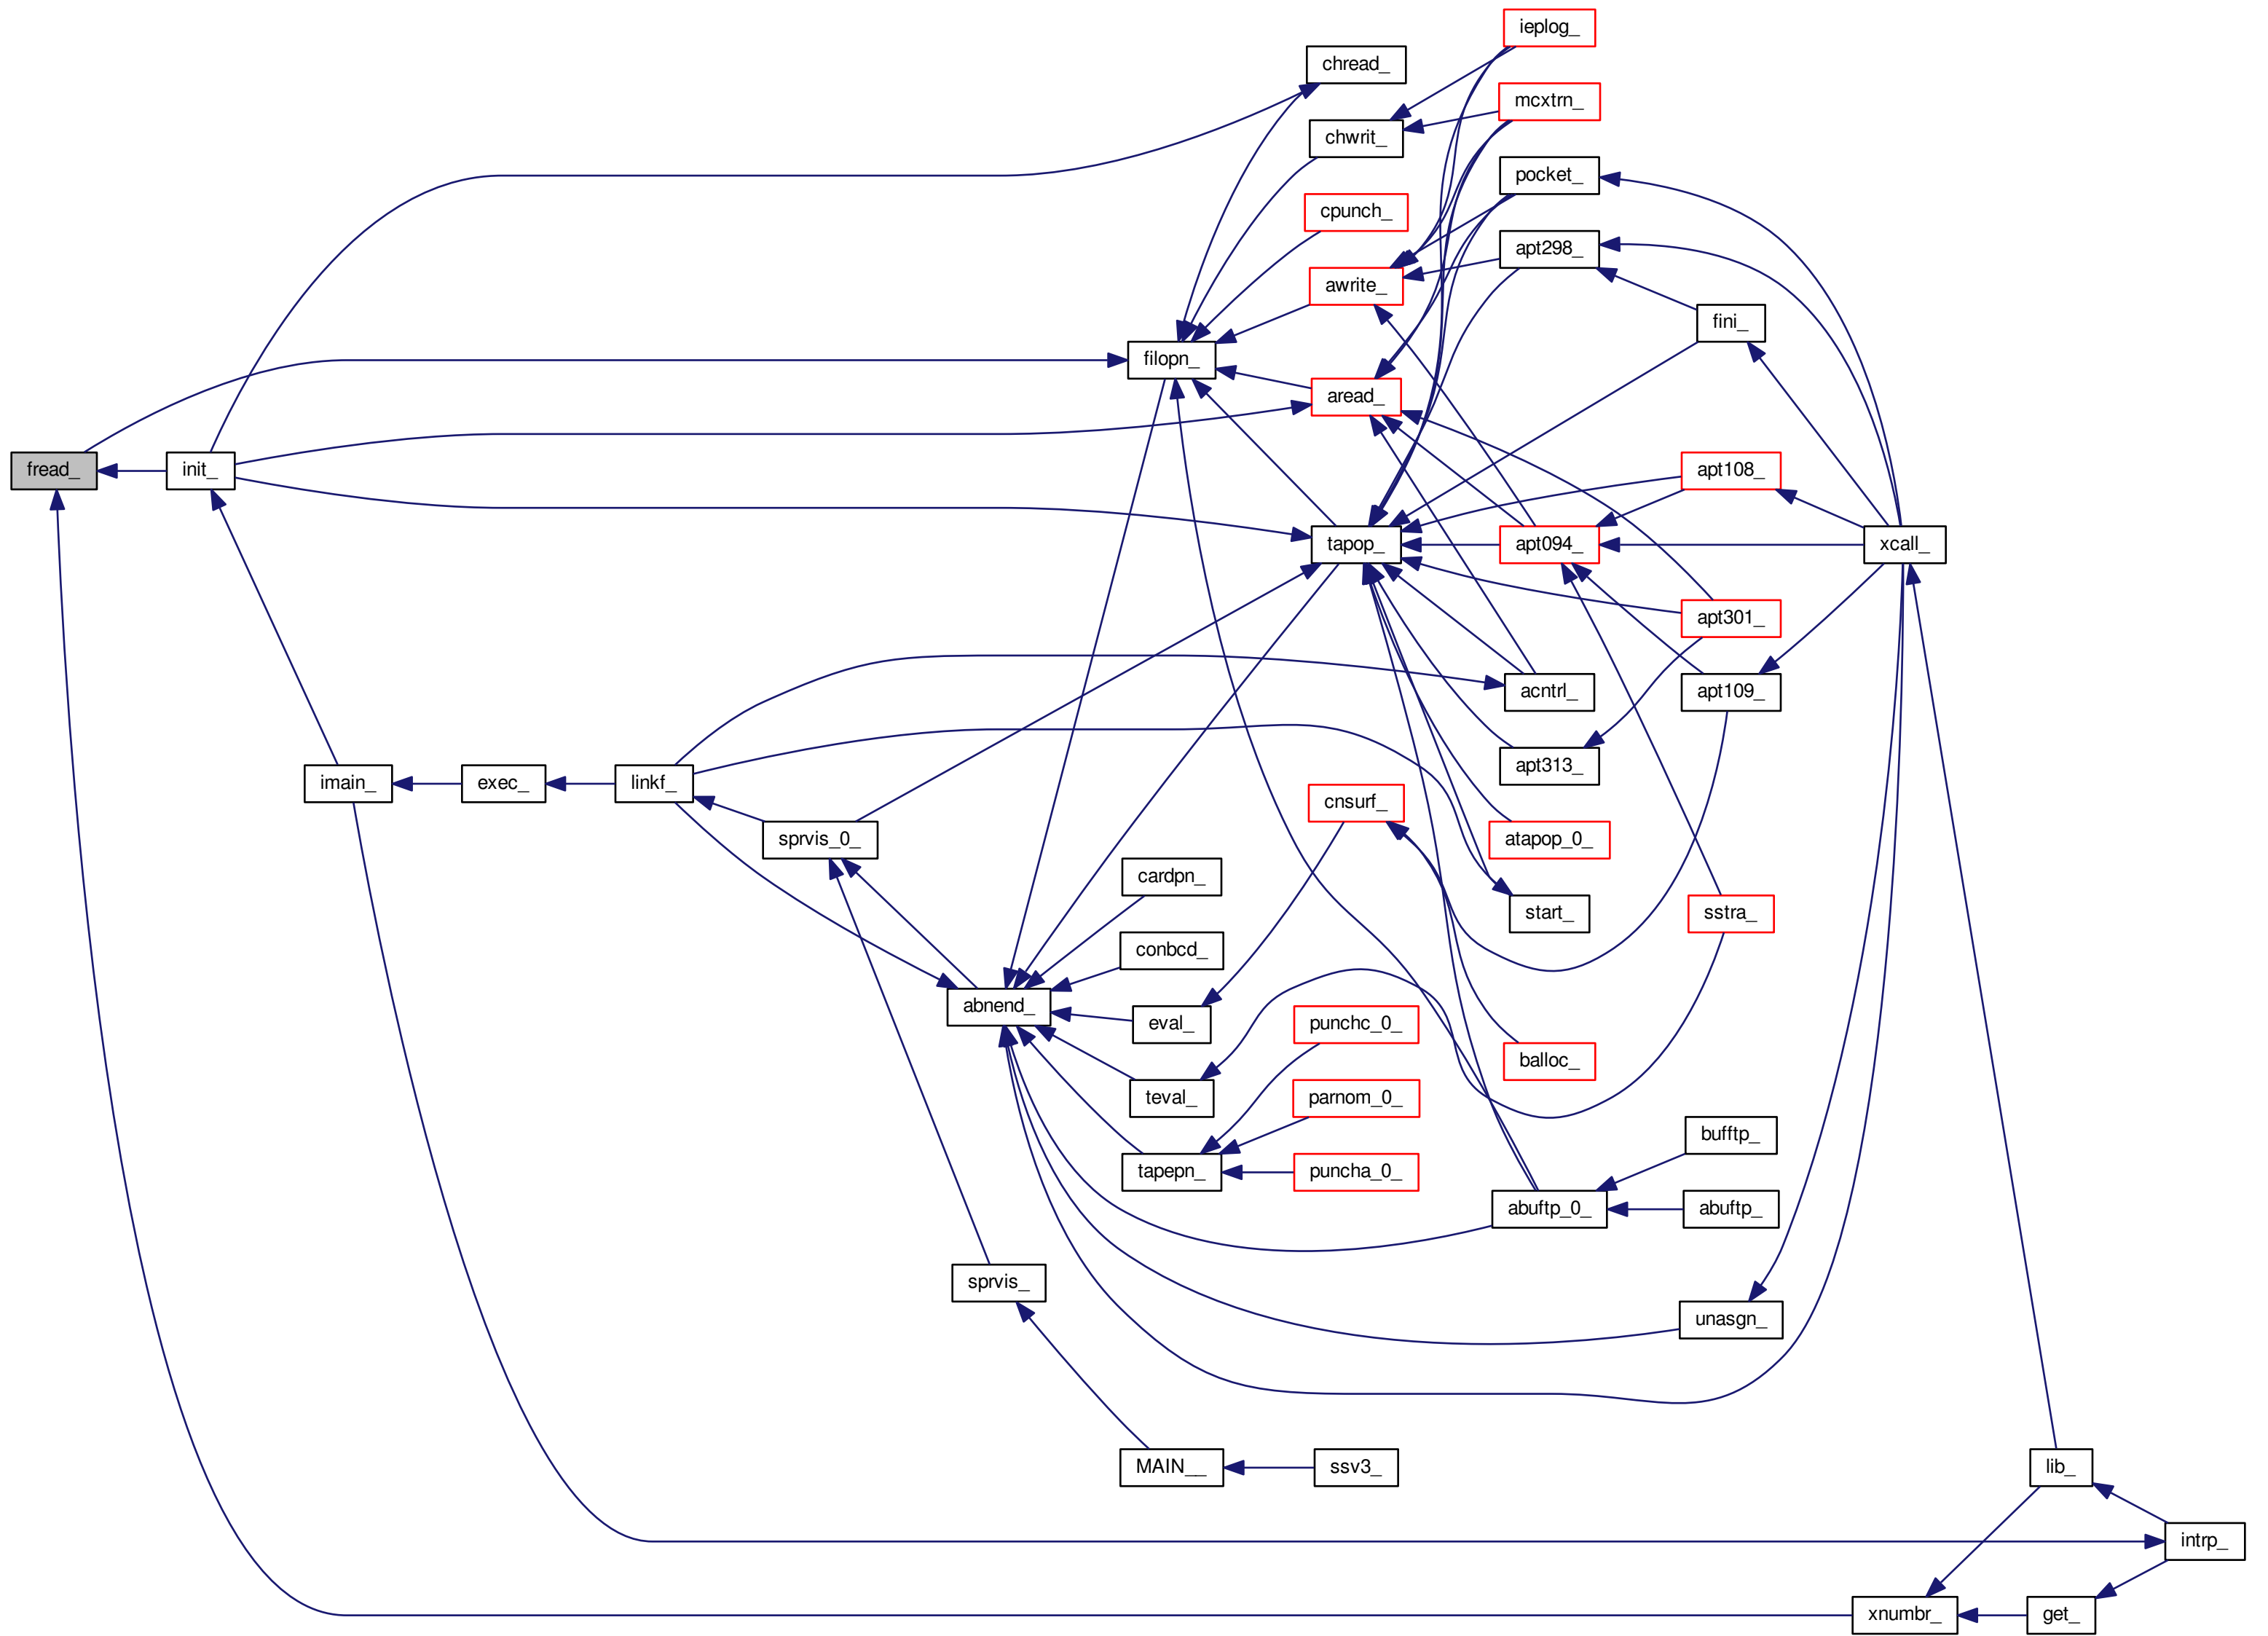 ieplog_
chread_
mcxtrn_
chwrit_
pocket_
cpunch_
apt298_
awrite_
fini_
filopn_
aread_
fread_
init_
apt108_
tapop_
apt094_
xcall_
apt301_
acntrl_
apt109_
apt313_
imain_
exec_
linkf_
cnsurf_
sprvis_0_
atapop_0_
cardpn_
start_
sstra_
conbcd_
abnend_
eval_
punchc_0_
balloc_
teval_
parnom_0_
bufftp_
tapepn_
puncha_0_
abuftp_0_
abuftp_
sprvis_
unasgn_
MAIN__
ssv3_
lib_
intrp_
xnumbr_
get_